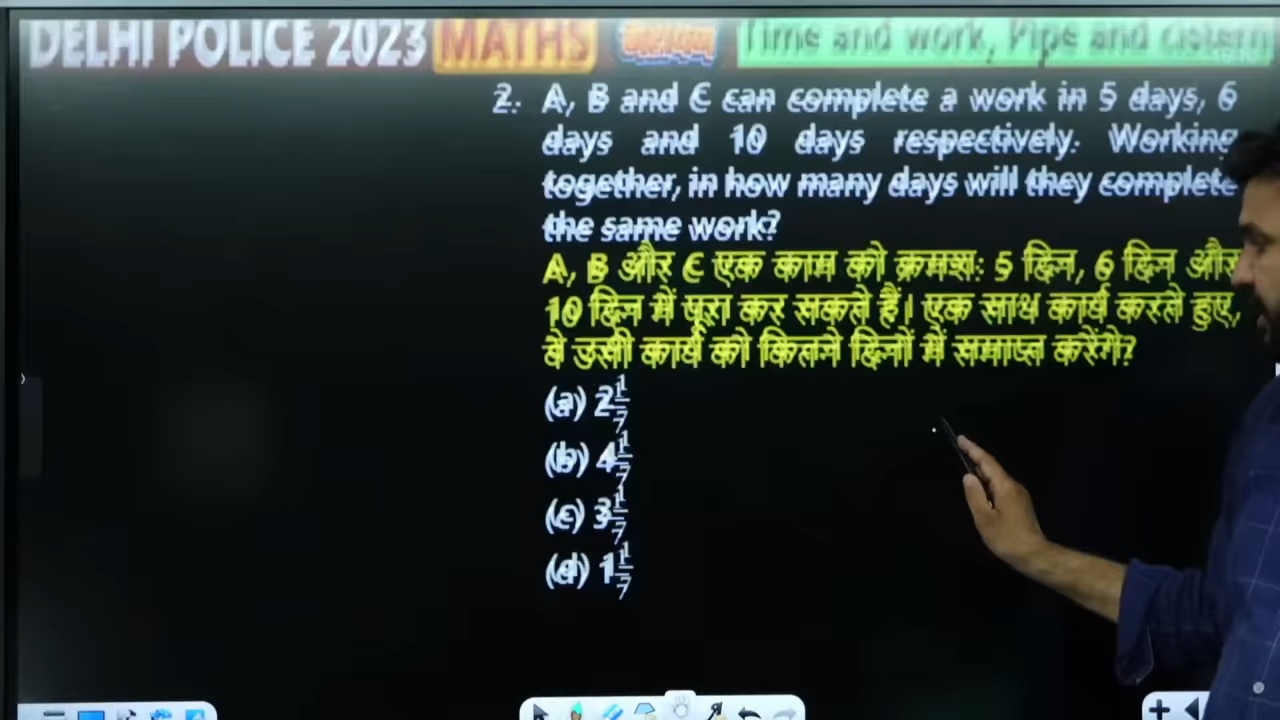 DELHI POLICE 2023 MATHS Time and work, Pipe and Cistern
2. A, B and C can complete a work in 5 days, 6
days and 10 days respectively. Working
together, in how many days will they complete
the same work?
A, B और C एक काम को क्रमशः 5 दिन, 6 दिन और
10 दिन में पूरा कर सकते हैं। एक साथ कार्य करते हुए,
वे उसी कार्य को कितने दिनों में समाप्त करेंगे?
(a) 2 1/7
(b) 4 1/7
(c) 3 1/7
(d) 1 1/7